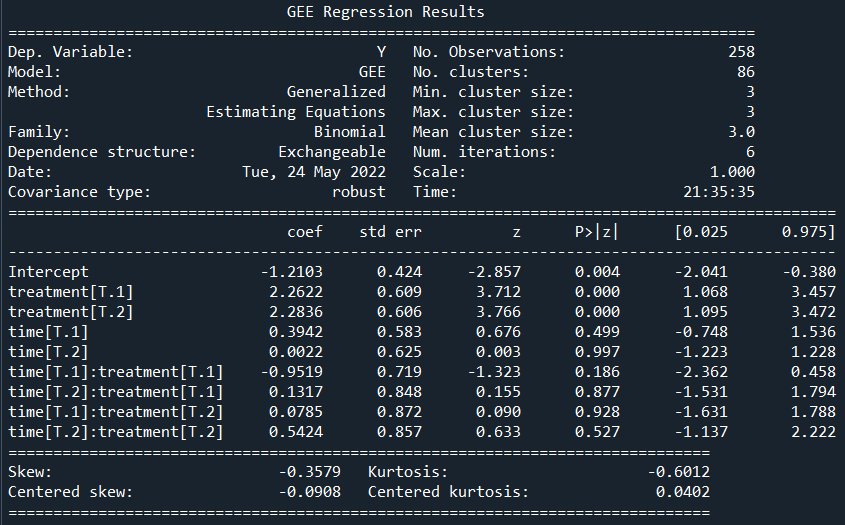 GEE Regression Results
==============================================================================
Dep. Variable: Y No. Observations: 258
Model: GEE No. clusters: 86
Method: Generalized Min. cluster size: 3
Estimating Equations Max. cluster size: 3
Family: Binomial Mean cluster size: 3.0
Dependence structure: Exchangeable Num. iterations: 6
Date: Tue, 24 May 2022 Scale: 1.000
Covariance type: robust Time: 21:35:35
==============================================================================
coef std err z P>|z| [0.025 0.975]
------------------------------------------------------------------------------
Intercept -1.2103 0.424 -2.857 0.004 -2.041 -0.380
treatment[T.1] 2.2622 0.609 3.712 0.000 1.068 3.457
treatment[T.2] 2.2836 0.606 3.766 0.000 1.095 3.472
time[T.1] 0.3942 0.583 0.676 0.499 -0.748 1.536
time[T.2] 0.0022 0.625 0.003 0.997 -1.223 1.228
time[T.1]:treatment[T.1] -0.9519 0.719 -1.323 0.186 -2.362 0.458
time[T.2]:treatment[T.1] 0.1317 0.848 0.155 0.877 -1.531 1.794
time[T.1]:treatment[T.2] 0.0785 0.872 0.090 0.928 -1.631 1.788
time[T.2]:treatment[T.2] 0.5424 0.857 0.633 0.527 -1.137 2.222
==============================================================================
Skew: -0.3579 Kurtosis: -0.6012
Centered skew: -0.0908 Centered kurtosis: 0.0402
==============================================================================